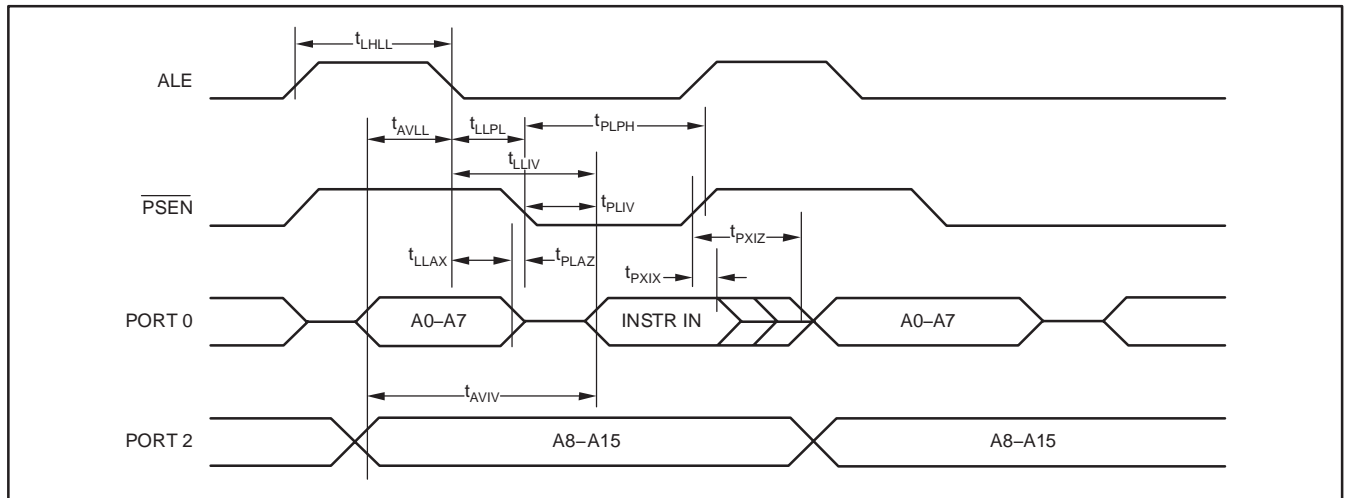 tLHLL
ALE
tAVLL tLLPL tPLPH
tLLIV
PSEN
tPLIV
tPXIZ
tLLAX tPLAZ
tPXIX
PORT 0 A0–A7 INSTR IN A0–A7
tAVIV
PORT 2 A8–A15 A8–A15